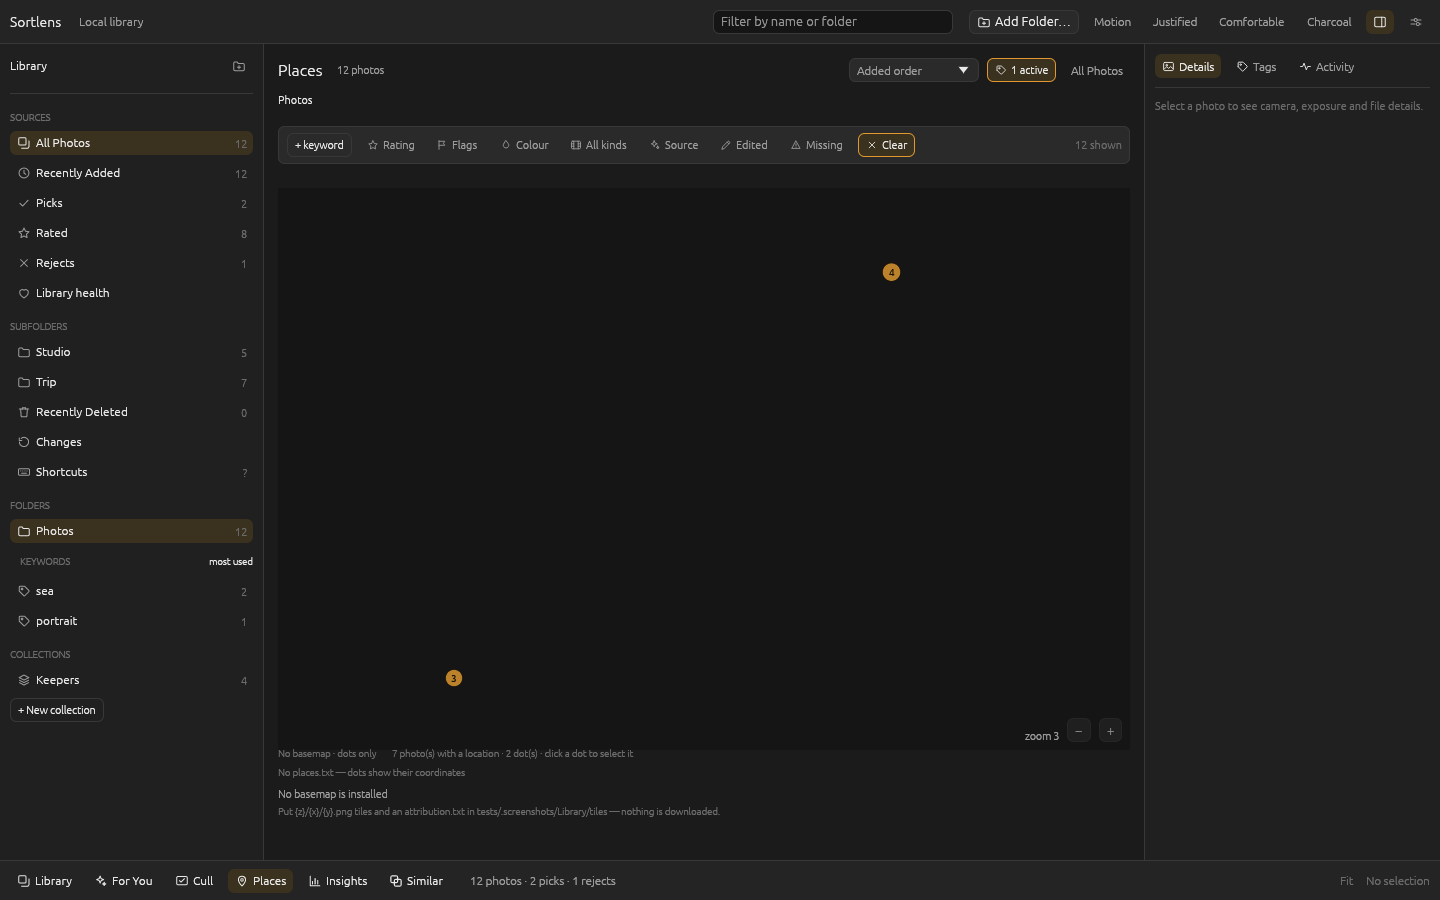 Sortlens Local library
Filter by name or folder
Add Folder... Motion Justified Comfortable Charcoal
Library
SOURCES
All Photos 12
Recently Added 12
Picks 2
Rated 8
Rejects 1
Library health
SUBFOLDERS
Studio 5
Trip 7
Recently Deleted 0
Changes
Shortcuts ?
FOLDERS
Photos 12
KEYWORDS most used
sea 2
portrait 1
COLLECTIONS
Keepers 4
+ New collection
Places 12 photos
Added order 1 active All Photos
Photos
+ keyword Rating Flags Colour All kinds Source Edited Missing Clear 12 shown
4
3
zoom 3 − +
No basemap · dots only 7 photo(s) with a location · 2 dot(s) · click a dot to select it
No places.txt — dots show their coordinates
No basemap is installed
Put {z}/{x}/{y}.png tiles and an attribution.txt in tests/.screenshots/Library/tiles — nothing is downloaded.
Details Tags Activity
Select a photo to see camera, exposure and file details.
Library For You Cull Places Insights Similar 12 photos · 2 picks · 1 rejects
Fit No selection